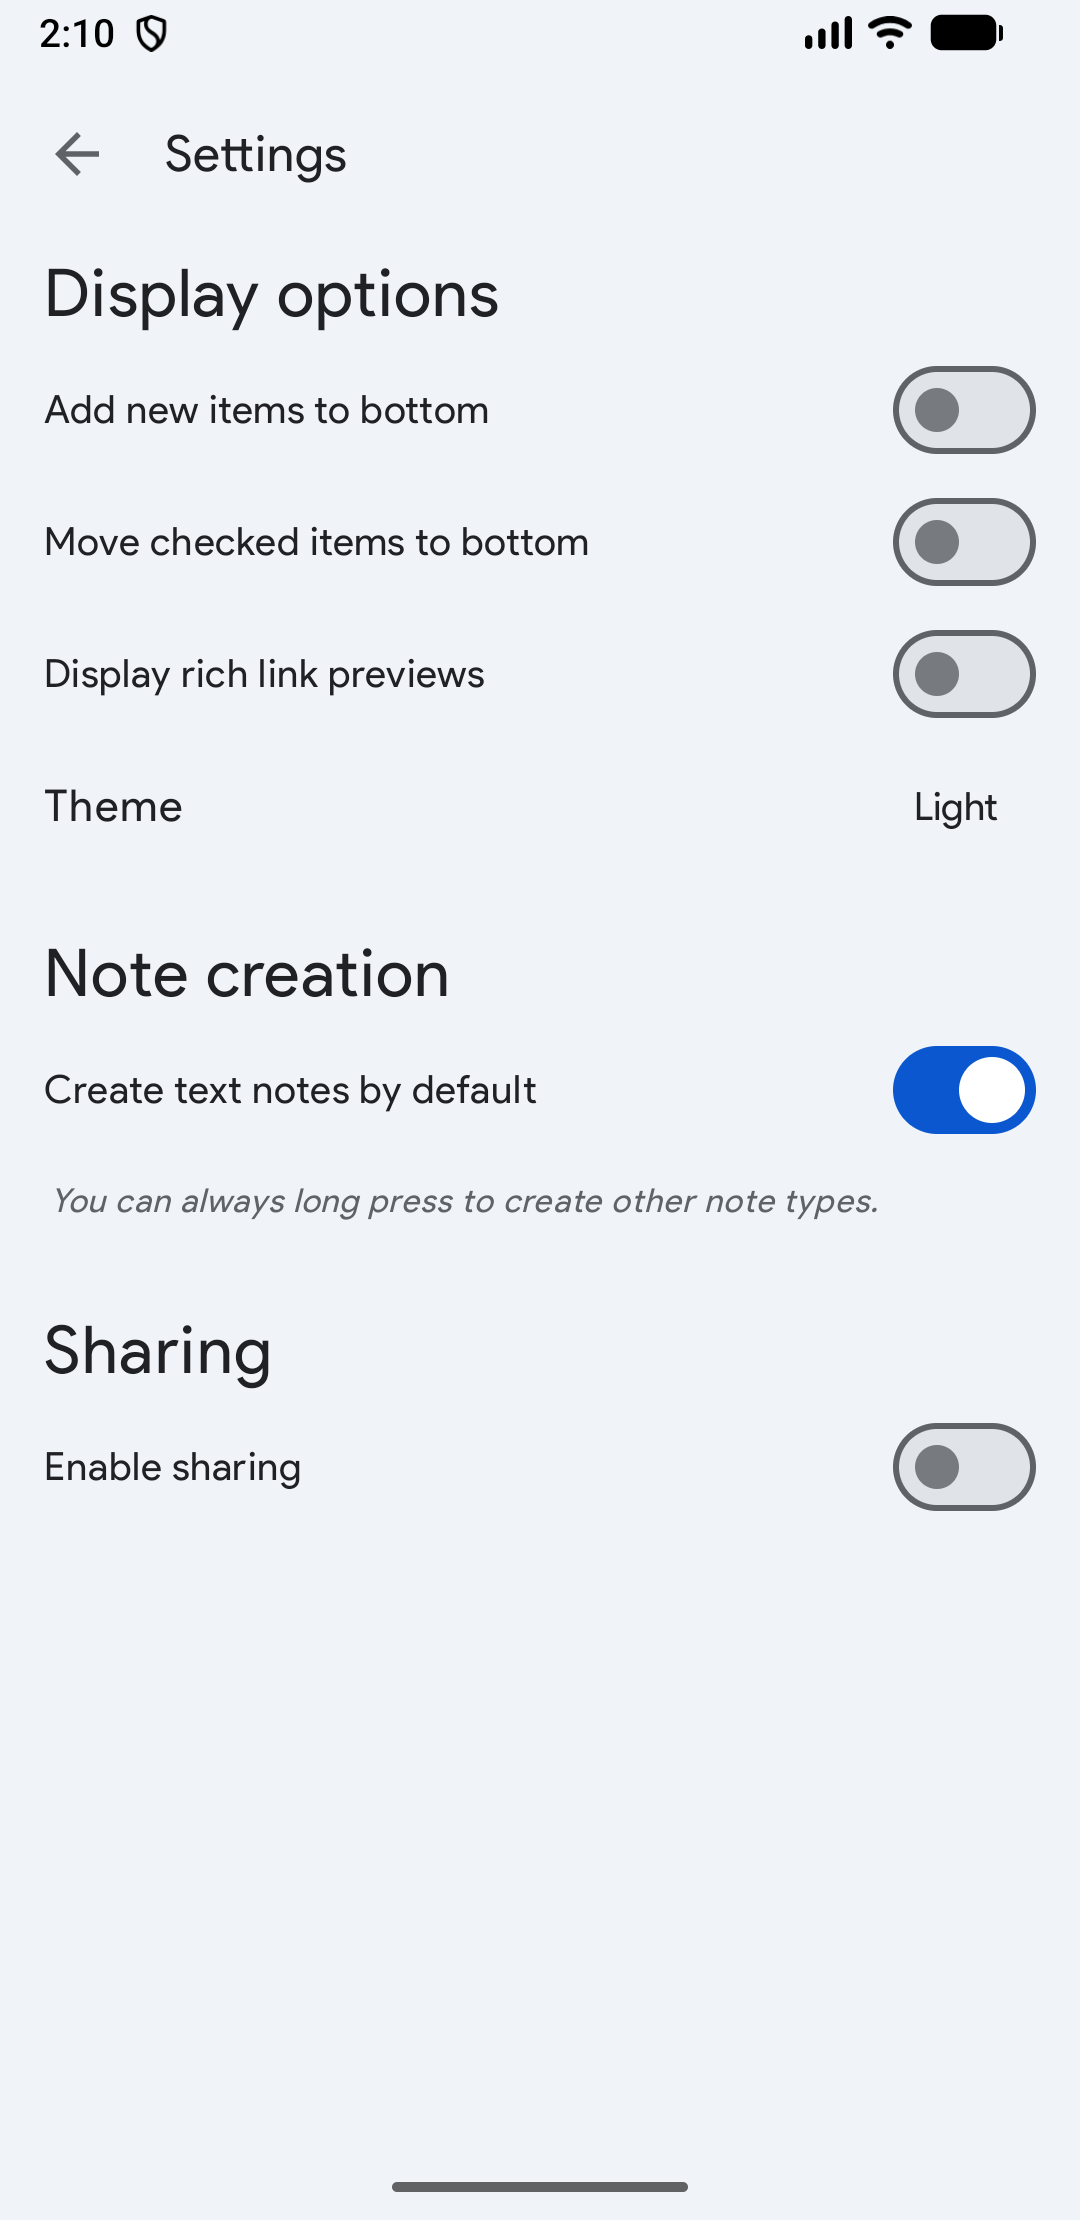 2:10
Settings
Display options
Add new items to bottom
Move checked items to bottom
Display rich link previews
Theme
Light
Note creation
Create text notes by default
You can always long press to create other note types.
Sharing
Enable sharing